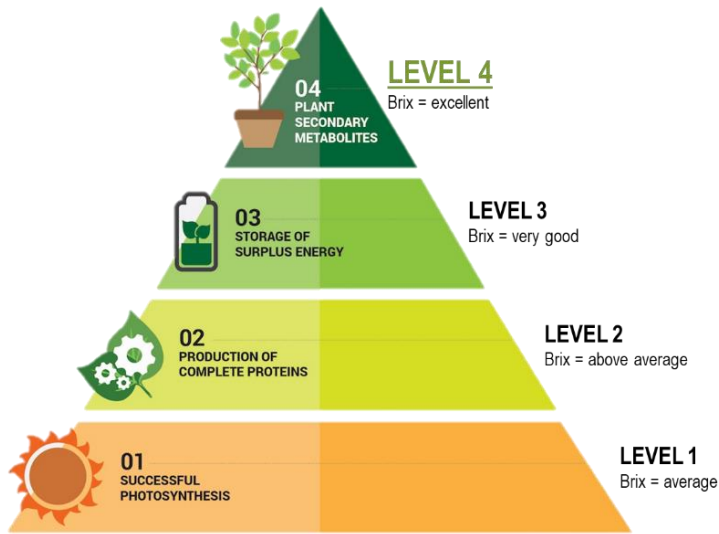 04
PLANT
SECONDARY
METABOLITES
LEVEL 4
Brix = excellent
03
STORAGE OF
SURPLUS ENERGY
LEVEL 3
Brix = very good
02
PRODUCTION OF
COMPLETE PROTEINS
LEVEL 2
Brix = above average
01
SUCCESSFUL
PHOTOSYNTHESIS
LEVEL 1
Brix = average